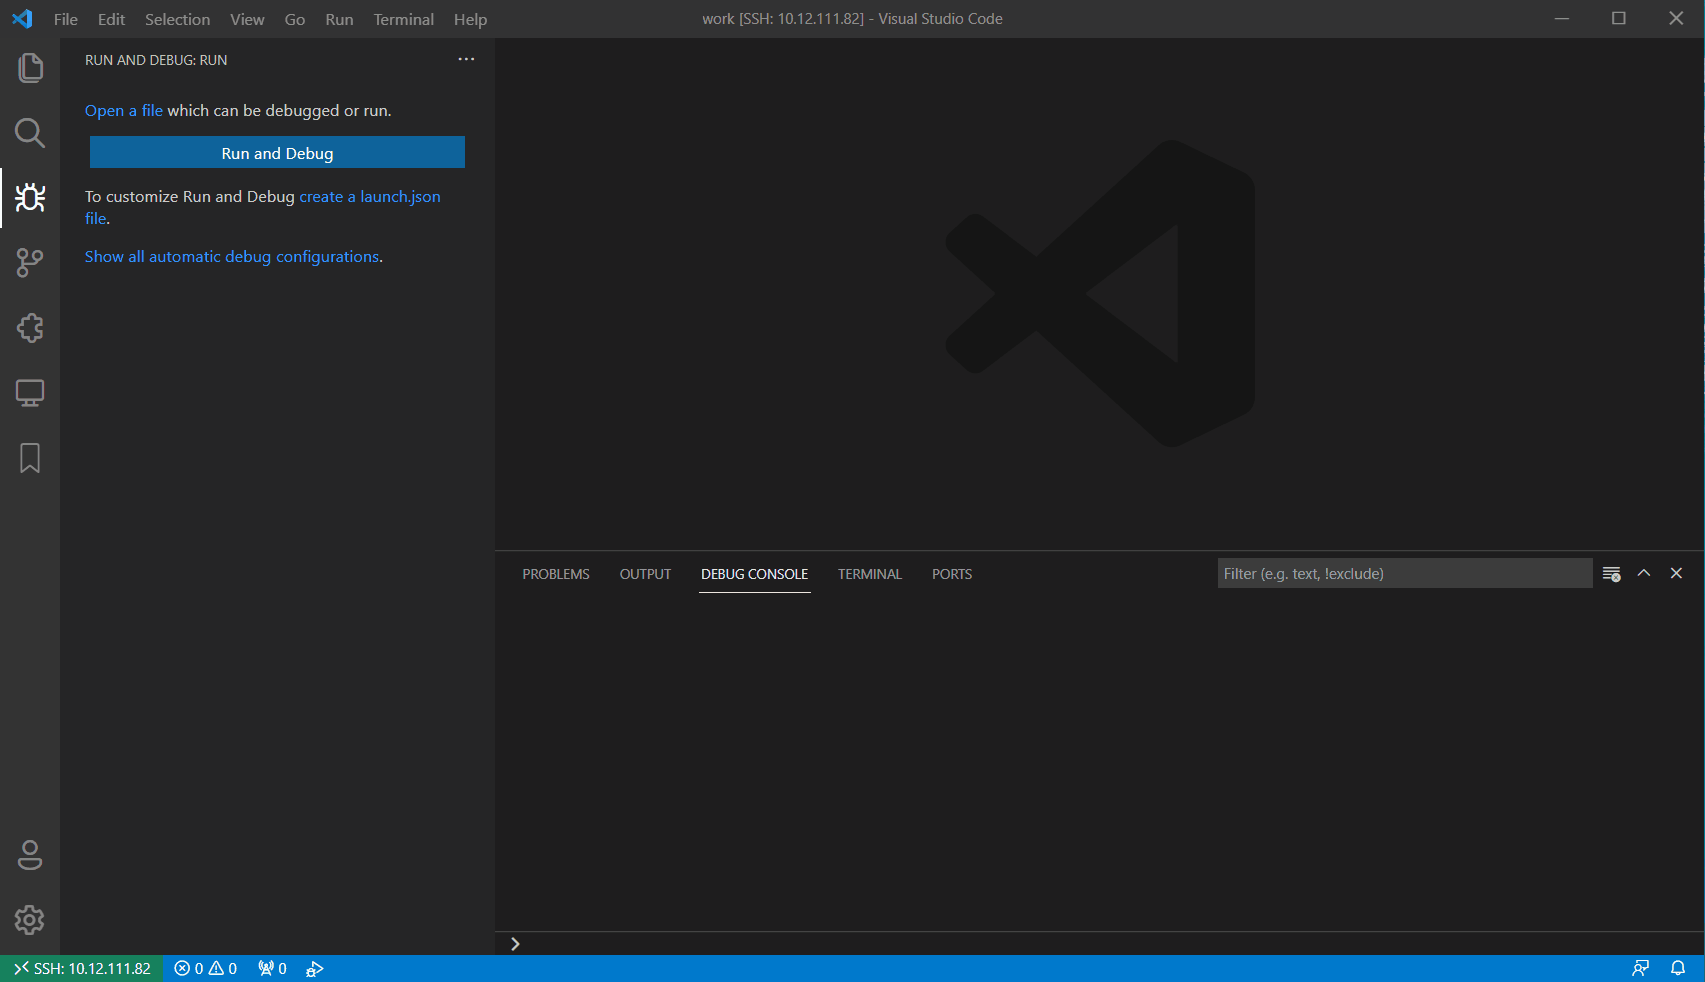 File Edit Selection View Go Run Terminal Help
work [SSH: 10.12.111.82] - Visual Studio Code
RUN AND DEBUG: RUN
Open a file which can be debugged or run.
Run and Debug
To customize Run and Debug create a launch.json
file.
Show all automatic debug configurations.
PROBLEMS OUTPUT DEBUG CONSOLE TERMINAL PORTS
Filter (e.g. text, !exclude)
SSH: 10.12.111.82 0 0 0